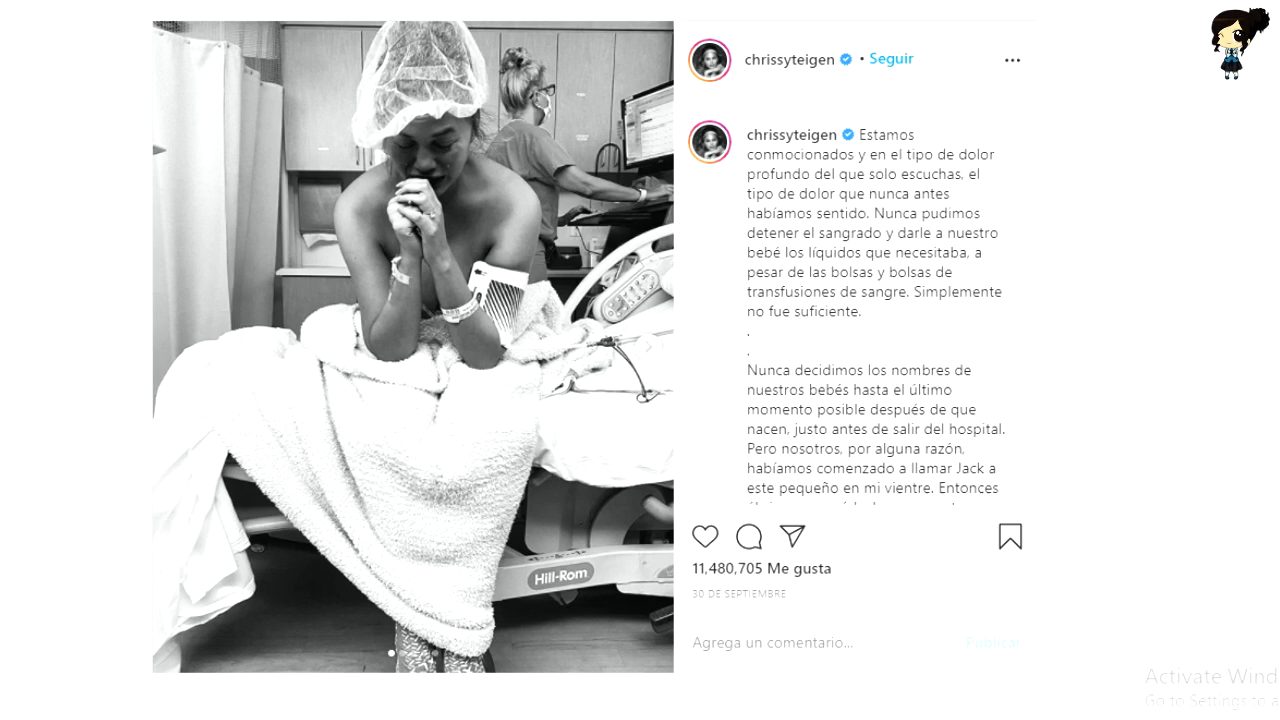 chrissyteigen • Seguir
chrissyteigen Estamos
conmocionados y en el tipo de dolor
profundo del que solo escuchas, el
tipo de dolor que nunca antes
habíamos sentido. Nunca pudimos
detener el sangrado y darle a nuestro
bebé los líquidos que necesitaba, a
pesar de las bolsas y bolsas de
transfusiones de sangre. Simplemente
no fue suficiente.
.
.
Nunca decidimos los nombres de
nuestros bebés hasta el último
momento posible después de que
nacen, justo antes de salir del hospital.
Pero nosotros, por alguna razón,
habíamos comenzado a llamar Jack a
este pequeño en mi vientre. Entonces
11,480,705 Me gusta
30 DE SEPTIEMBRE
Agrega un comentario...
Publicar
Hill-Rom
Activate Wind
Go to Settings to a